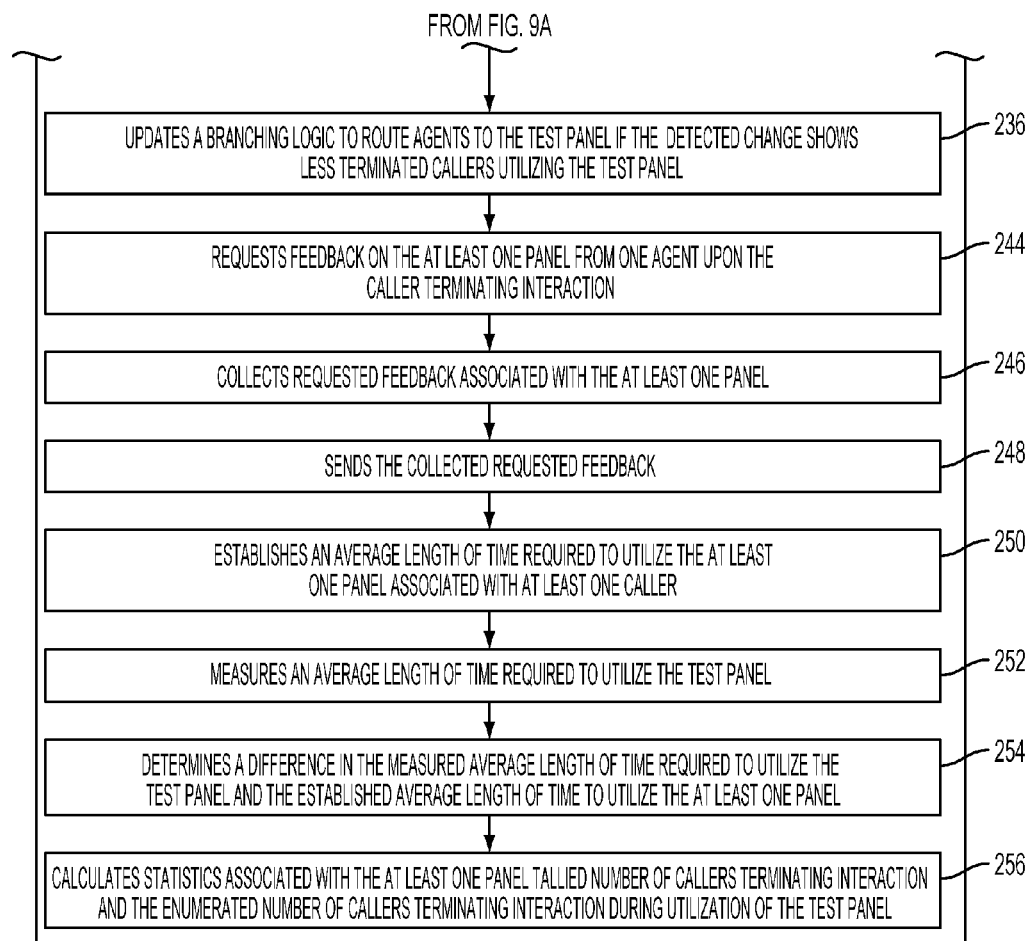 FROM FIG. 9A
UPDATES A BRANCHING LOGIC TO ROUTE AGENTS TO THE TEST PANEL IF THE DETECTED CHANGE SHOWS
LESS TERMINATED CALLERS UTILIZING THE TEST PANEL
236
REQUESTS FEEDBACK ON THE AT LEAST ONE PANEL FROM ONE AGENT UPON THE
CALLER TERMINATING INTERACTION
244
COLLECTS REQUESTED FEEDBACK ASSOCIATED WITH THE AT LEAST ONE PANEL
246
SENDS THE COLLECTED REQUESTED FEEDBACK
248
ESTABLISHES AN AVERAGE LENGTH OF TIME REQUIRED TO UTILIZE THE AT LEAST
ONE PANEL ASSOCIATED WITH AT LEAST ONE CALLER
250
MEASURES AN AVERAGE LENGTH OF TIME REQUIRED TO UTILIZE THE TEST PANEL
252
DETERMINES A DIFFERENCE IN THE MEASURED AVERAGE LENGTH OF TIME REQUIRED TO UTILIZE THE
TEST PANEL AND THE ESTABLISHED AVERAGE LENGTH OF TIME TO UTILIZE THE AT LEAST ONE PANEL
254
CALCULATES STATISTICS ASSOCIATED WITH THE AT LEAST ONE PANEL TALLIED NUMBER OF CALLERS TERMINATING INTERACTION
AND THE ENUMERATED NUMBER OF CALLERS TERMINATING INTERACTION DURING UTILIZATION OF THE TEST PANEL
256